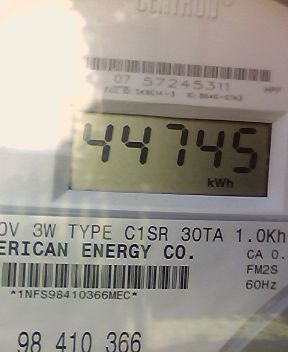 CENTRON
07 57245311
44745
kWh
0V 3W TYPE C1SR 30TA 1.0Kh
ERICAN ENERGY CO.
CA 0.
FM2S
60Hz
*1NFS98410366MEC*
98 410 366